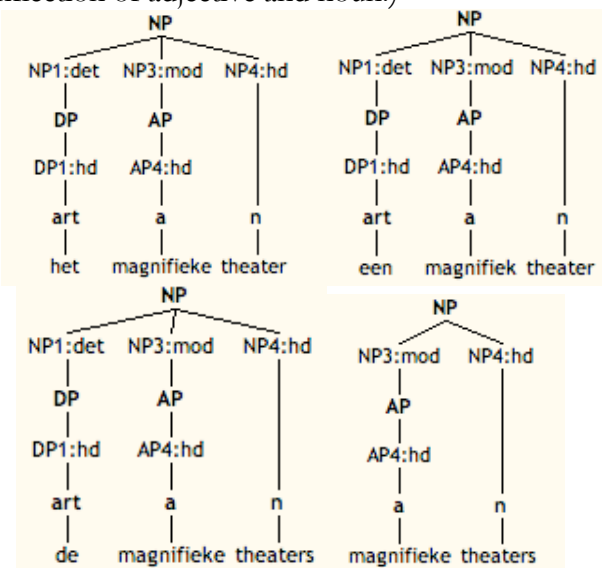 nflection of adjective and noun.)
NP NP
NP1:det NP3:mod NP4:hd NP1:det NP3:mod NP4:hd
DP AP DP AP
DP1:hd AP4:hd DP1:hd AP4:hd
art a n art a n
het magnifieke theater een magnifiek theater
NP NP
NP1:det NP3:mod NP4:hd NP3:mod NP4:hd
DP AP AP
DP1:hd AP4:hd AP4:hd
art a n a n
de magnifieke theaters magnifieke theaters